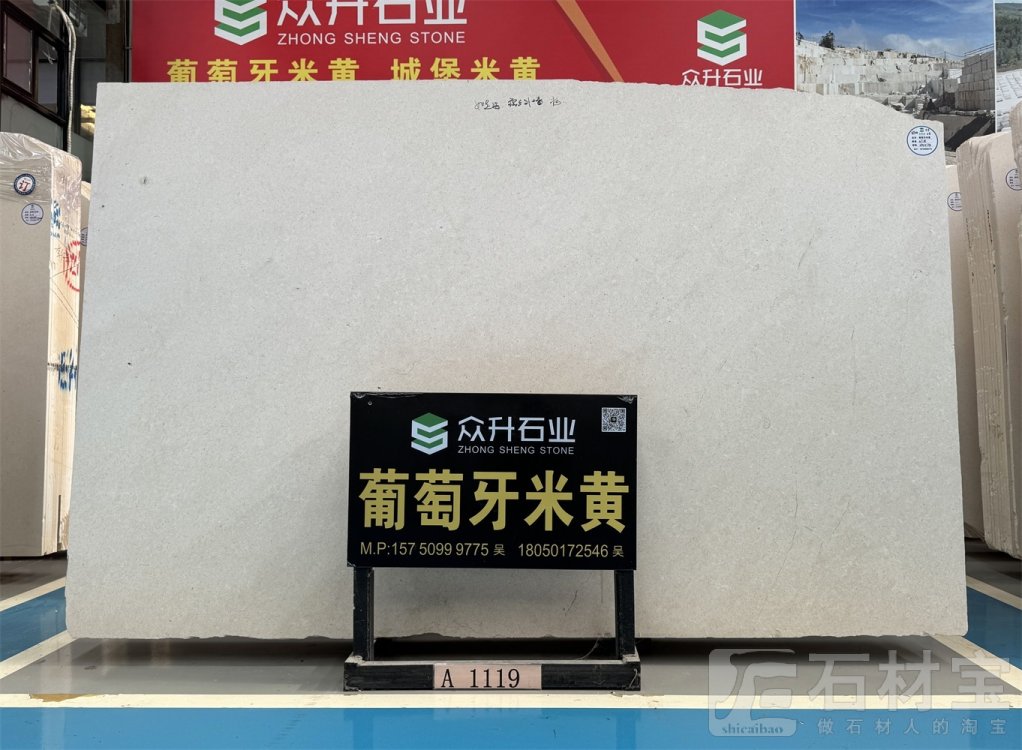 众升石业
ZHONG SHENG STONE
葡萄牙米黄 城堡米黄
众升石业
众升石业
ZHONG SHENG STONE
葡萄牙米黄
M.P:157 5099 9775 吴 18050172546 吴
A 1119
石材宝
shicaibao
做石材人的淘宝